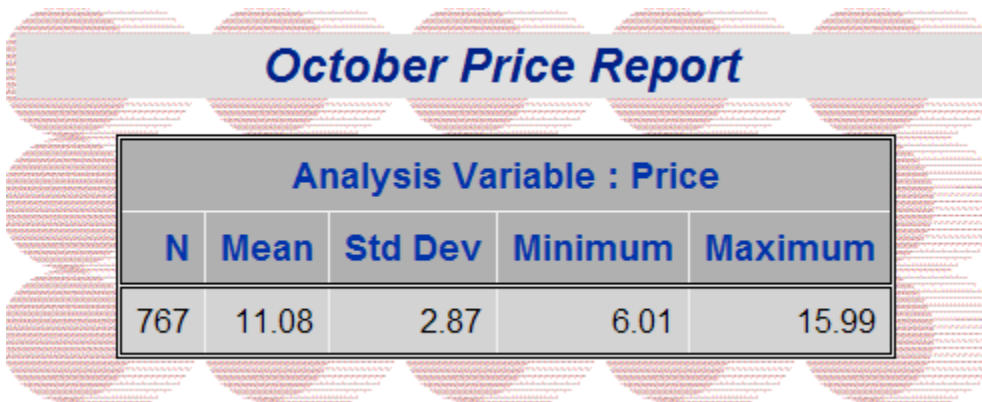 October Price Report
Analysis Variable : Price
N Mean Std Dev Minimum Maximum
767 11.08 2.87 6.01 15.99